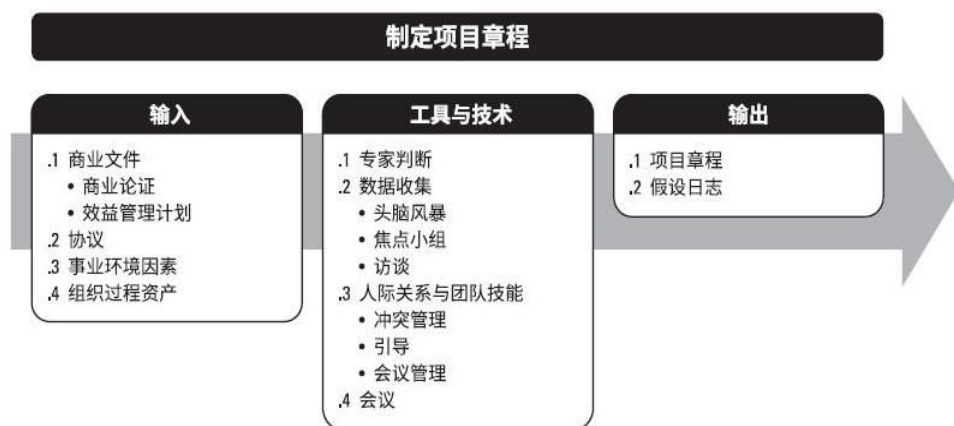 制定项目章程
输入
.1 商业文件
• 商业论证
• 效益管理计划
.2 协议
.3 事业环境因素
.4 组织过程资产
工具与技术
.1 专家判断
.2 数据收集
• 头脑风暴
• 焦点小组
• 访谈
.3 人际关系与团队技能
• 冲突管理
• 引导
• 会议管理
.4 会议
输出
.1 项目章程
.2 假设日志